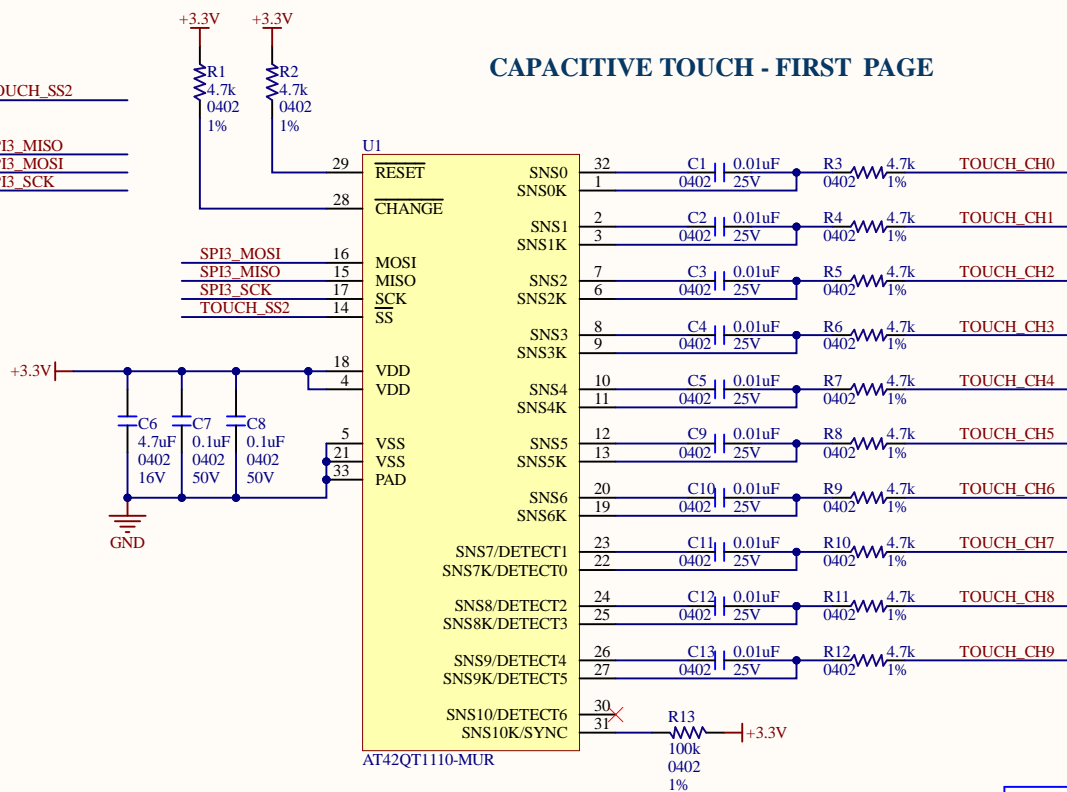 +3.3V +3.3V
CAPACITIVE TOUCH - FIRST PAGE
R1
4.7k
0402
1%
R2
4.7k
0402
1%
OUCH_SS2
PI3_MISO
PI3_MOSI
PI3_SCK
U1
29 RESET
28 CHANGE
SPI3_MOSI 16 MOSI
SPI3_MISO 15 MISO
SPI3_SCK 17 SCK
TOUCH_SS2 14 SS
+3.3V 18 VDD
4 VDD
C6
4.7uF
0402
16V
C7
0.1uF
0402
50V
C8
0.1uF
0402
50V
5 VSS
21 VSS
33 PAD
GND
SNS0 32 C1 0.01uF R3 4.7k TOUCH_CH0
SNS0K 1 0402 25V 0402 1%
SNS1 2 C2 0.01uF R4 4.7k TOUCH_CH1
SNS1K 3 0402 25V 0402 1%
SNS2 7 C3 0.01uF R5 4.7k TOUCH_CH2
SNS2K 6 0402 25V 0402 1%
SNS3 8 C4 0.01uF R6 4.7k TOUCH_CH3
SNS3K 9 0402 25V 0402 1%
SNS4 10 C5 0.01uF R7 4.7k TOUCH_CH4
SNS4K 11 0402 25V 0402 1%
SNS5 12 C9 0.01uF R8 4.7k TOUCH_CH5
SNS5K 13 0402 25V 0402 1%
SNS6 20 C10 0.01uF R9 4.7k TOUCH_CH6
SNS6K 19 0402 25V 0402 1%
SNS7/DETECT1 23 C11 0.01uF R10 4.7k TOUCH_CH7
SNS7K/DETECT0 22 0402 25V 0402 1%
SNS8/DETECT2 24 C12 0.01uF R11 4.7k TOUCH_CH8
SNS8K/DETECT3 25 0402 25V 0402 1%
SNS9/DETECT4 26 C13 0.01uF R12 4.7k TOUCH_CH9
SNS9K/DETECT5 27 0402 25V 0402 1%
SNS10/DETECT6 30
SNS10K/SYNC 31
R13
+3.3V
100k
0402
1%
AT42QT1110-MUR